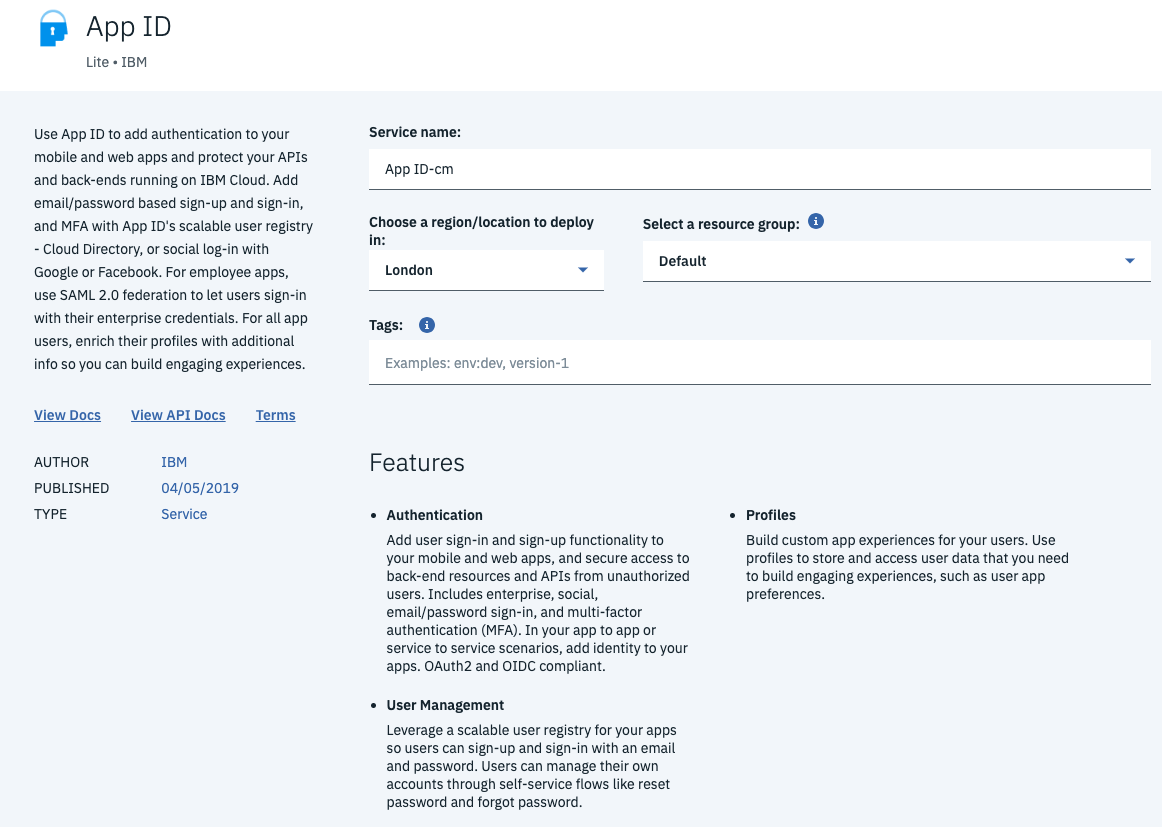 App ID
Lite • IBM
Use App ID to add authentication to your
mobile and web apps and protect your APIs
and back-ends running on IBM Cloud. Add
email/password based sign-up and sign-in,
and MFA with App ID's scalable user registry
- Cloud Directory, or social log-in with
Google or Facebook. For employee apps,
use SAML 2.0 federation to let users sign-in
with their enterprise credentials. For all app
users, enrich their profiles with additional
info so you can build engaging experiences.
View Docs View API Docs Terms
AUTHOR IBM
PUBLISHED 04/05/2019
TYPE Service
Service name:
App ID-cm
Choose a region/location to deploy
in:
London
Select a resource group:
Default
Tags:
Examples: env:dev, version-1
Features
• Authentication
Add user sign-in and sign-up functionality to
your mobile and web apps, and secure access to
back-end resources and APIs from unauthorized
users. Includes enterprise, social,
email/password sign-in, and multi-factor
authentication (MFA). In your app to app or
service to service scenarios, add identity to your
apps. OAuth2 and OIDC compliant.
• User Management
Leverage a scalable user registry for your apps
so users can sign-up and sign-in with an email
and password. Users can manage their own
accounts through self-service flows like reset
password and forgot password.
• Profiles
Build custom app experiences for your users. Use
profiles to store and access user data that you need
to build engaging experiences, such as user app
preferences.